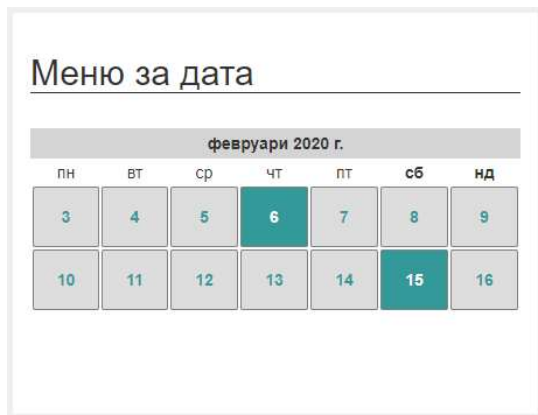 Меню за дата
февруари 2020 г.
пн вт ср чт пт сб нд
3 4 5 6 7 8 9
10 11 12 13 14 15 16